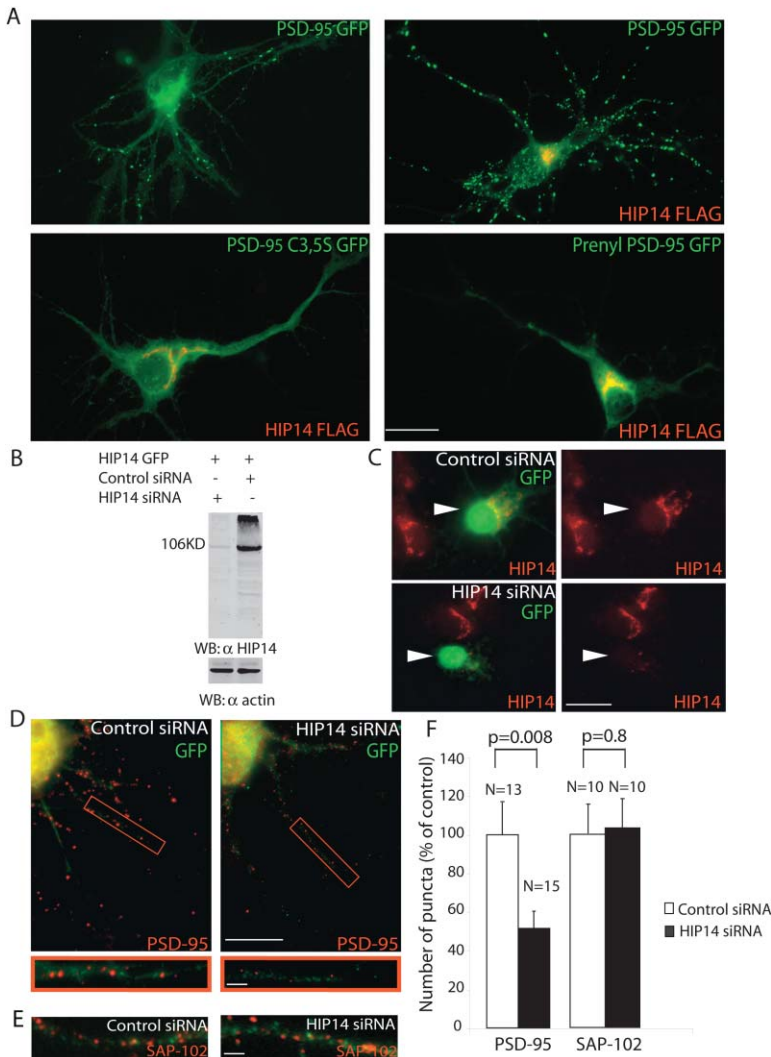 A
PSD-95 GFP
PSD-95 GFP
HIP14 FLAG
PSD-95 C3,5S GFP
HIP14 FLAG
Prenyl PSD-95 GFP
HIP14 FLAG
B
HIP14 GFP + +
Control siRNA - +
HIP14 siRNA + -
106KD
WB: α HIP14
WB: α actin
C
Control siRNA
GFP
HIP14
HIP14
HIP14 siRNA
GFP
HIP14
HIP14
D
Control siRNA
GFP
PSD-95
HIP14 siRNA
GFP
PSD-95
E
Control siRNA
SAP-102
HIP14 siRNA
SAP-102
F
p=0.008 p=0.8
Number of puncta (% of control)
140
120
100
80
60
40
20
0
N=13
N=15
N=10 N=10
PSD-95 SAP-102
Control siRNA
HIP14 siRNA